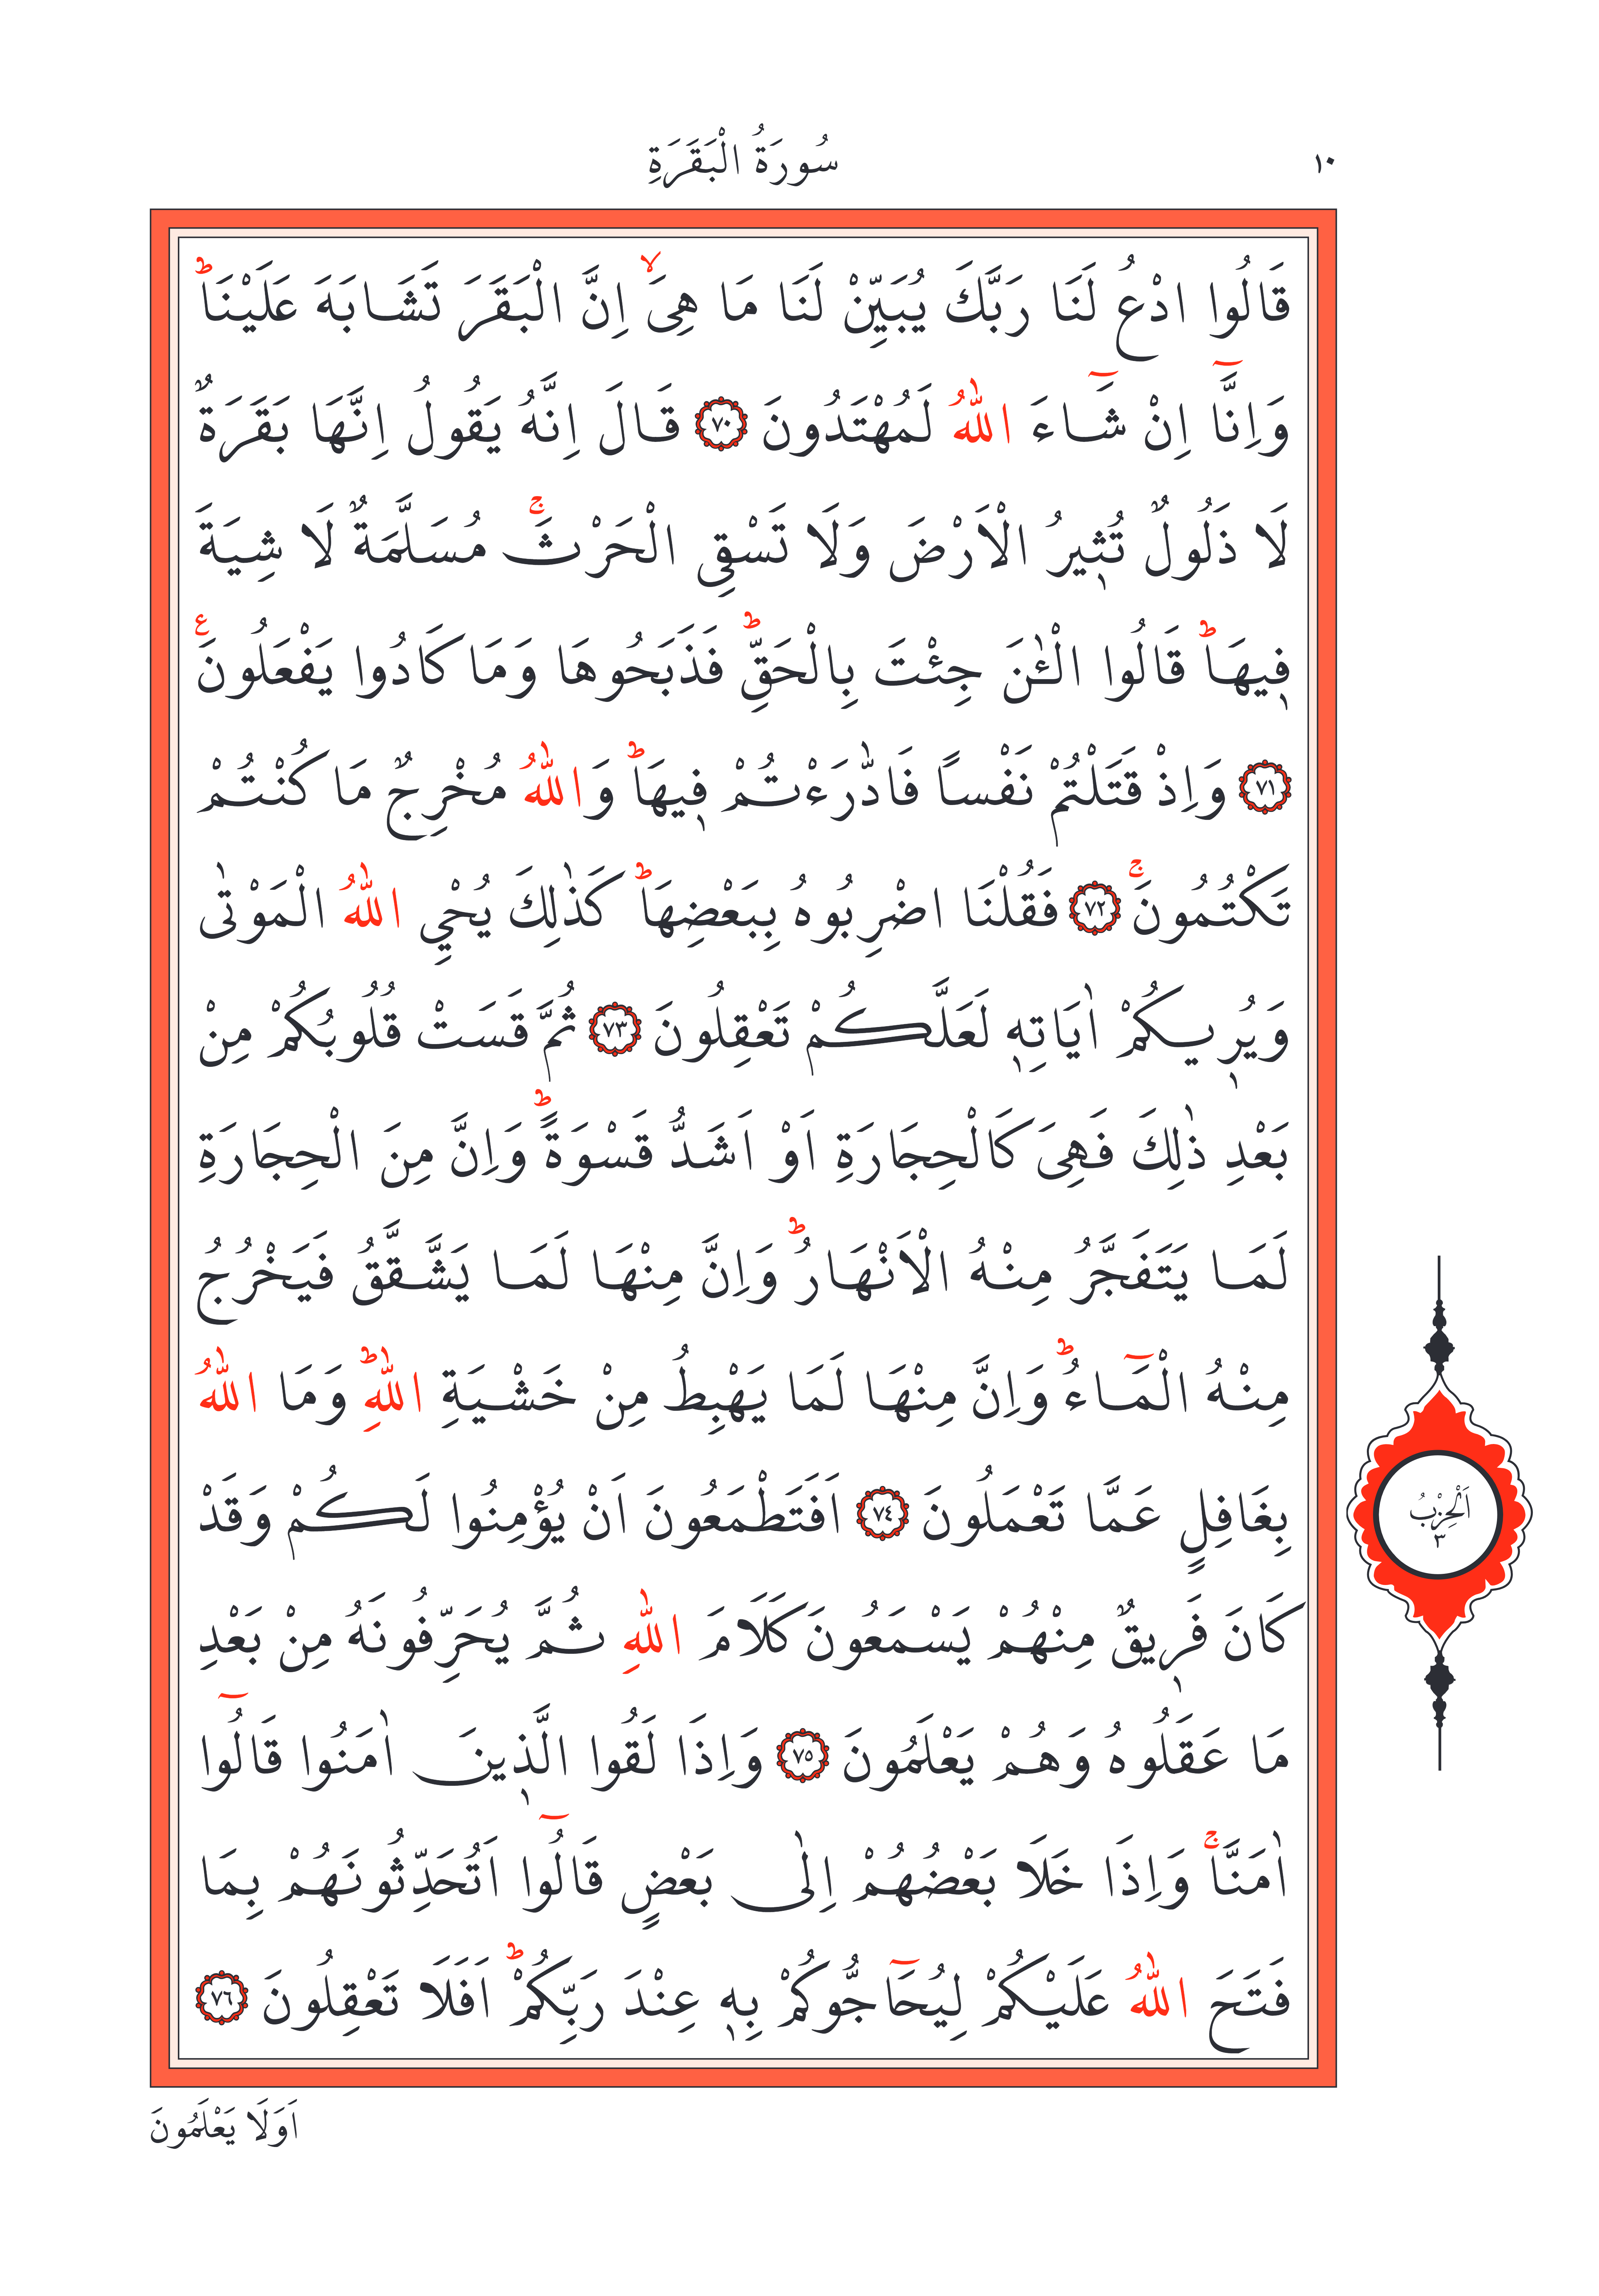 ١٠
سُورَةُ الْبَقَرَةِ
قَالُوا ادْعُ لَنَا رَبَّكَ يُبَيِّنْ لَنَا مَا هِىَۙ اِنَّ الْبَقَرَ تَشَابَهَ عَلَيْنَاۜ
وَاِنَّٓا اِنْ شَٓاءَ اللّٰهُ لَمُهْتَدُونَ ﴿٧٠﴾ قَالَ اِنَّهُ يَقُولُ اِنَّهَا بَقَرَةٌ
لَا ذَلُولٌ تُث۪يرُ الْاَرْضَ وَلَا تَسْقِى الْحَرْثَۚ مُسَلَّمَةٌ لَا شِيَةَ
ف۪يهَاۜ قَالُوا الْـٰٔنَ جِئْتَ بِالْحَقِّۜ فَذَبَحُوهَا وَمَا كَادُوا يَفْعَلُونَ۟
﴿٧١﴾ وَاِذْ قَتَلْتُمْ نَفْسًا فَادّٰرَءْتُمْ ف۪يهَاۜ وَاللّٰهُ مُخْرِجٌ مَا كُنْتُمْ
تَكْتُمُونَۚ ﴿٧٢﴾ فَقُلْنَا اضْرِبُوهُ بِبَعْضِهَاۜ كَذٰلِكَ يُحْيِي اللّٰهُ الْمَوْتٰى
وَيُر۪يكُمْ اٰيَاتِه۪ لَعَلَّكُمْ تَعْقِلُونَ ﴿٧٣﴾ ثُمَّ قَسَتْ قُلُوبُكُمْ مِنْ
بَعْدِ ذٰلِكَ فَهِىَ كَالْحِجَارَةِ اَوْ اَشَدُّ قَسْوَةًۜ وَاِنَّ مِنَ الْحِجَارَةِ
لَمَا يَتَفَجَّرُ مِنْهُ الْاَنْهَارُۜ وَاِنَّ مِنْهَا لَمَا يَشَّقَّقُ فَيَخْرُجُ
مِنْهُ الْمَٓاءُۜ وَاِنَّ مِنْهَا لَمَا يَهْبِطُ مِنْ خَشْيَةِ اللّٰهِۜ وَمَا اللّٰهُ
بِغَافِلٍ عَمَّا تَعْمَلُونَ ﴿٧٤﴾ اَفَتَطْمَعُونَ اَنْ يُؤْمِنُوا لَكُمْ وَقَدْ
كَانَ فَر۪يقٌ مِنْهُمْ يَسْمَعُونَ كَلَامَ اللّٰهِ ثُمَّ يُحَرِّفُونَهُ مِنْ بَعْدِ
مَا عَقَلُوهُ وَهُمْ يَعْلَمُونَ ﴿٧٥﴾ وَاِذَا لَقُوا الَّذ۪ينَ اٰمَنُوا قَالُٓوا
اٰمَنَّاۚ وَاِذَا خَلَا بَعْضُهُمْ اِلٰى بَعْضٍ قَالُٓوا اَتُحَدِّثُونَهُمْ بِمَا
فَتَحَ اللّٰهُ عَلَيْكُمْ لِيُحَٓاجُّوكُمْ بِه۪ عِنْدَ رَبِّكُمْۜ اَفَلَا تَعْقِلُونَ ﴿٧٦﴾
اَلْحِزْبُ
٣
اَوَلَا يَعْلَمُونَ